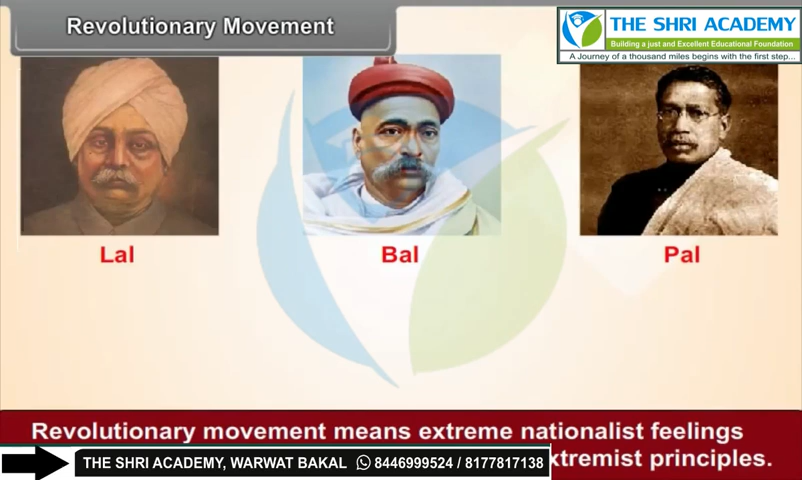 Revolutionary Movement
THE SHRI ACADEMY
Building a just and Excellent Educational Foundation
A Journey of a thousand miles begins with the first step...
Lal
Bal
Pal
Revolutionary movement means extreme nationalist feelings
xtremist principles.
THE SHRI ACADEMY, WARWAT BAKAL 8446999524 / 8177817138